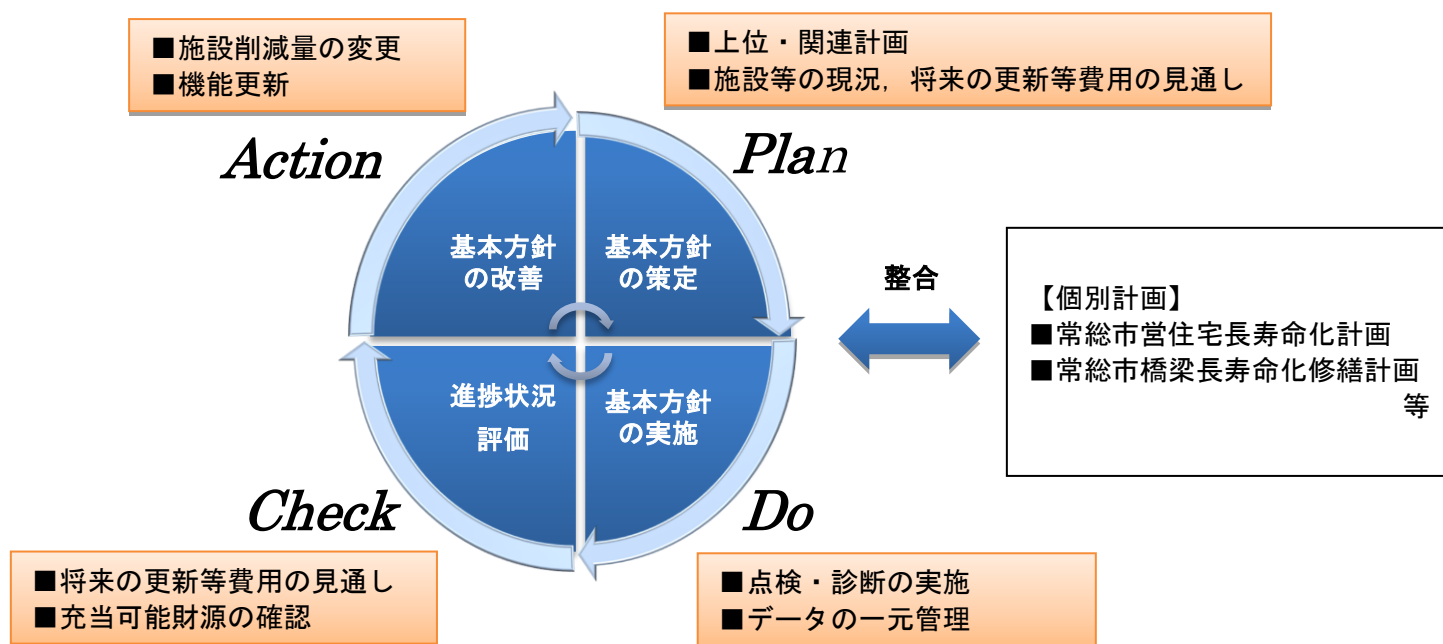 ■施設削減量の変更
■機能更新
■上位・関連計画
■施設等の現況，将来の更新等費用の見通し
Action
Plan
基本方針
の改善
基本方針
の策定
整合
【個別計画】
■常総市営住宅長寿命化計画
■常総市橋梁長寿命化修繕計画
等
進捗状況
評価
基本方針
の実施
Check
Do
■将来の更新等費用の見通し
■充当可能財源の確認
■点検・診断の実施
■データの一元管理